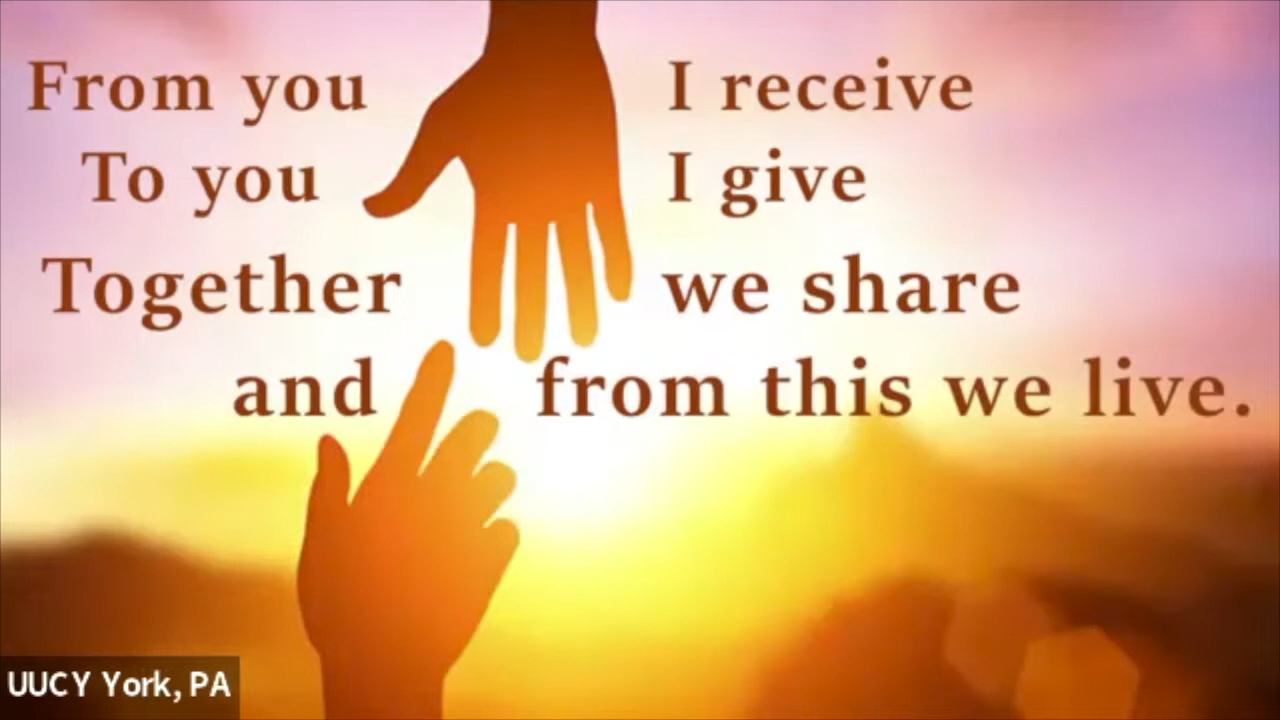 From you I receive
To you I give
Together we share
and from this we live.
UUCY York, PA